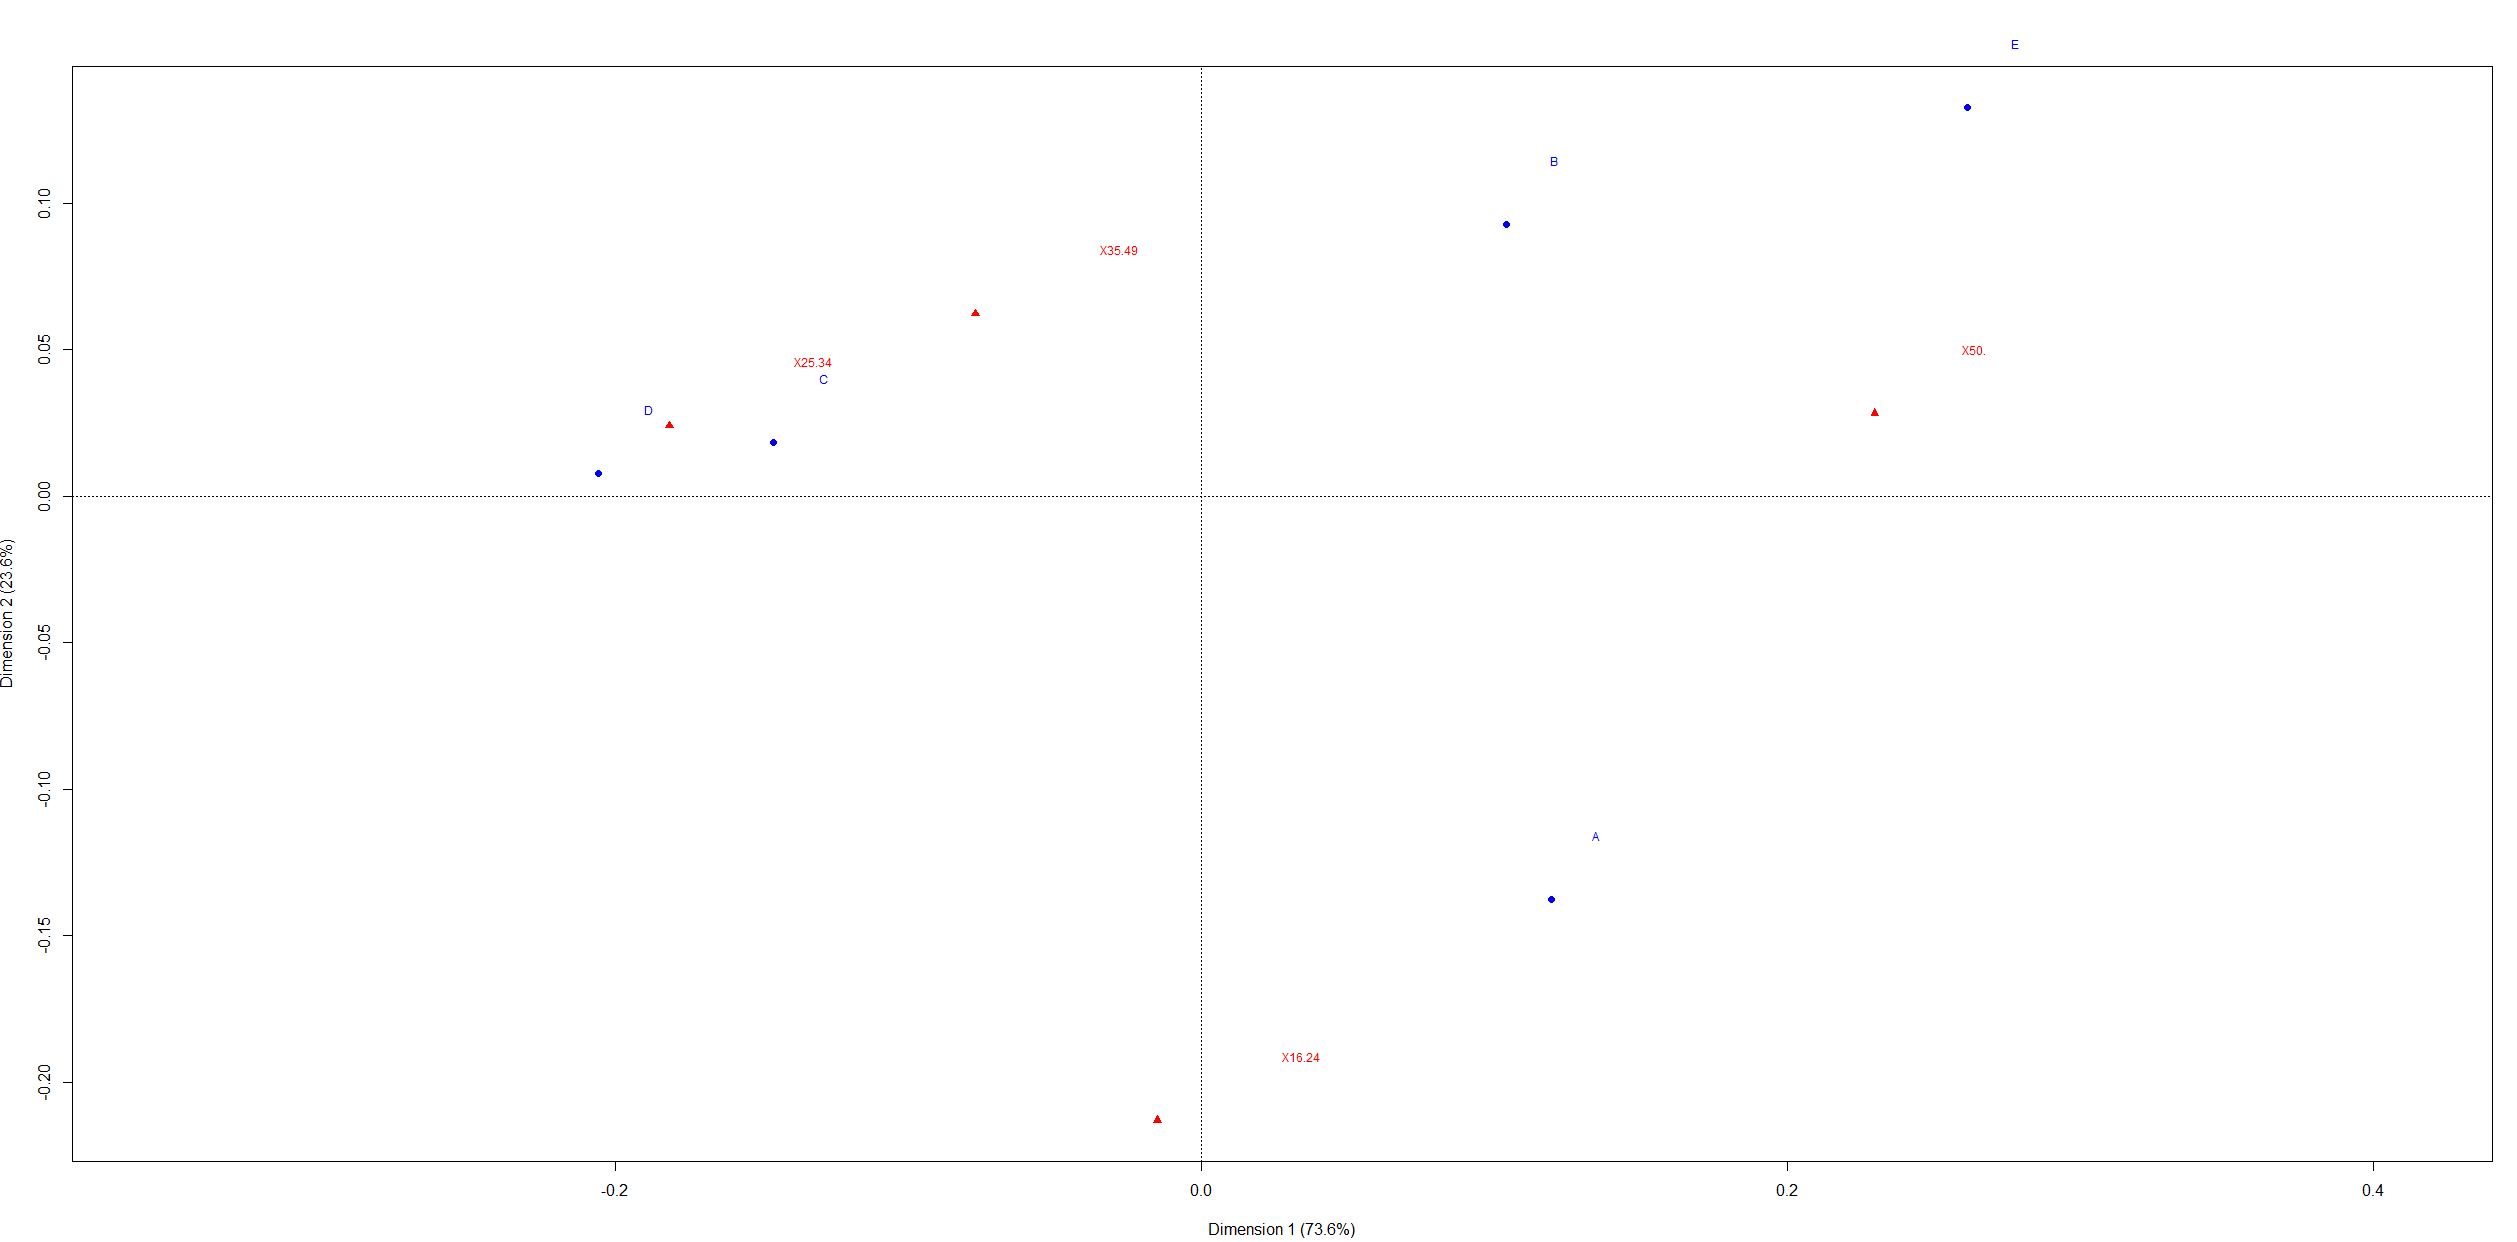 E
B
X35.49
X50.
X25.34
C
D
A
X16.24
0.10
0.05
0.00
-0.05
-0.10
-0.15
-0.20
Dimension 2 (23.6%)
-0.2
0.0
0.2
0.4
Dimension 1 (73.6%)